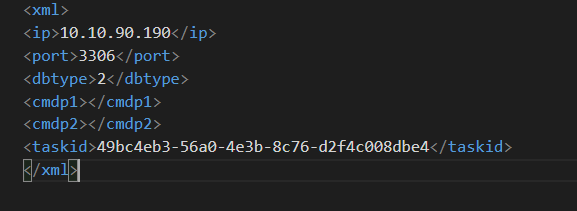 <xml>
<ip>10.10.90.190</ip>
<port>3306</port>
<dbtype>2</dbtype>
<cmdp1></cmdp1>
<cmdp2></cmdp2>
<taskid>49bc4eb3-56a0-4e3b-8c76-d2f4c008dbe4</taskid>
</xml>